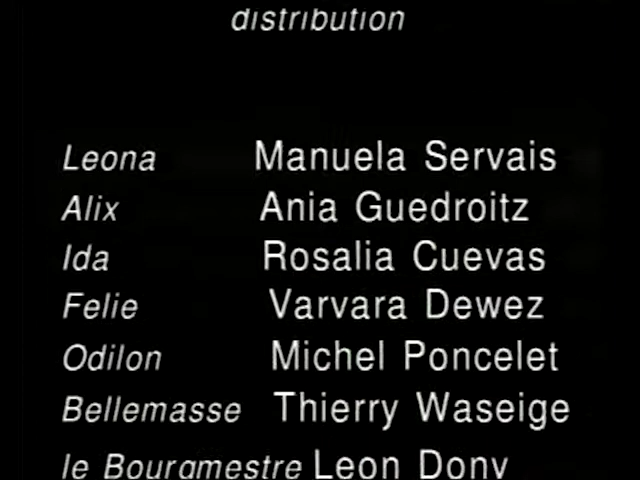 distribution
Leona Manuela Servais
Alix Ania Guedroitz
Ida Rosalia Cuevas
Felie Varvara Dewez
Odilon Michel Poncelet
Bellemasse Thierry Waseige
le Bourgmestre Leon Dony